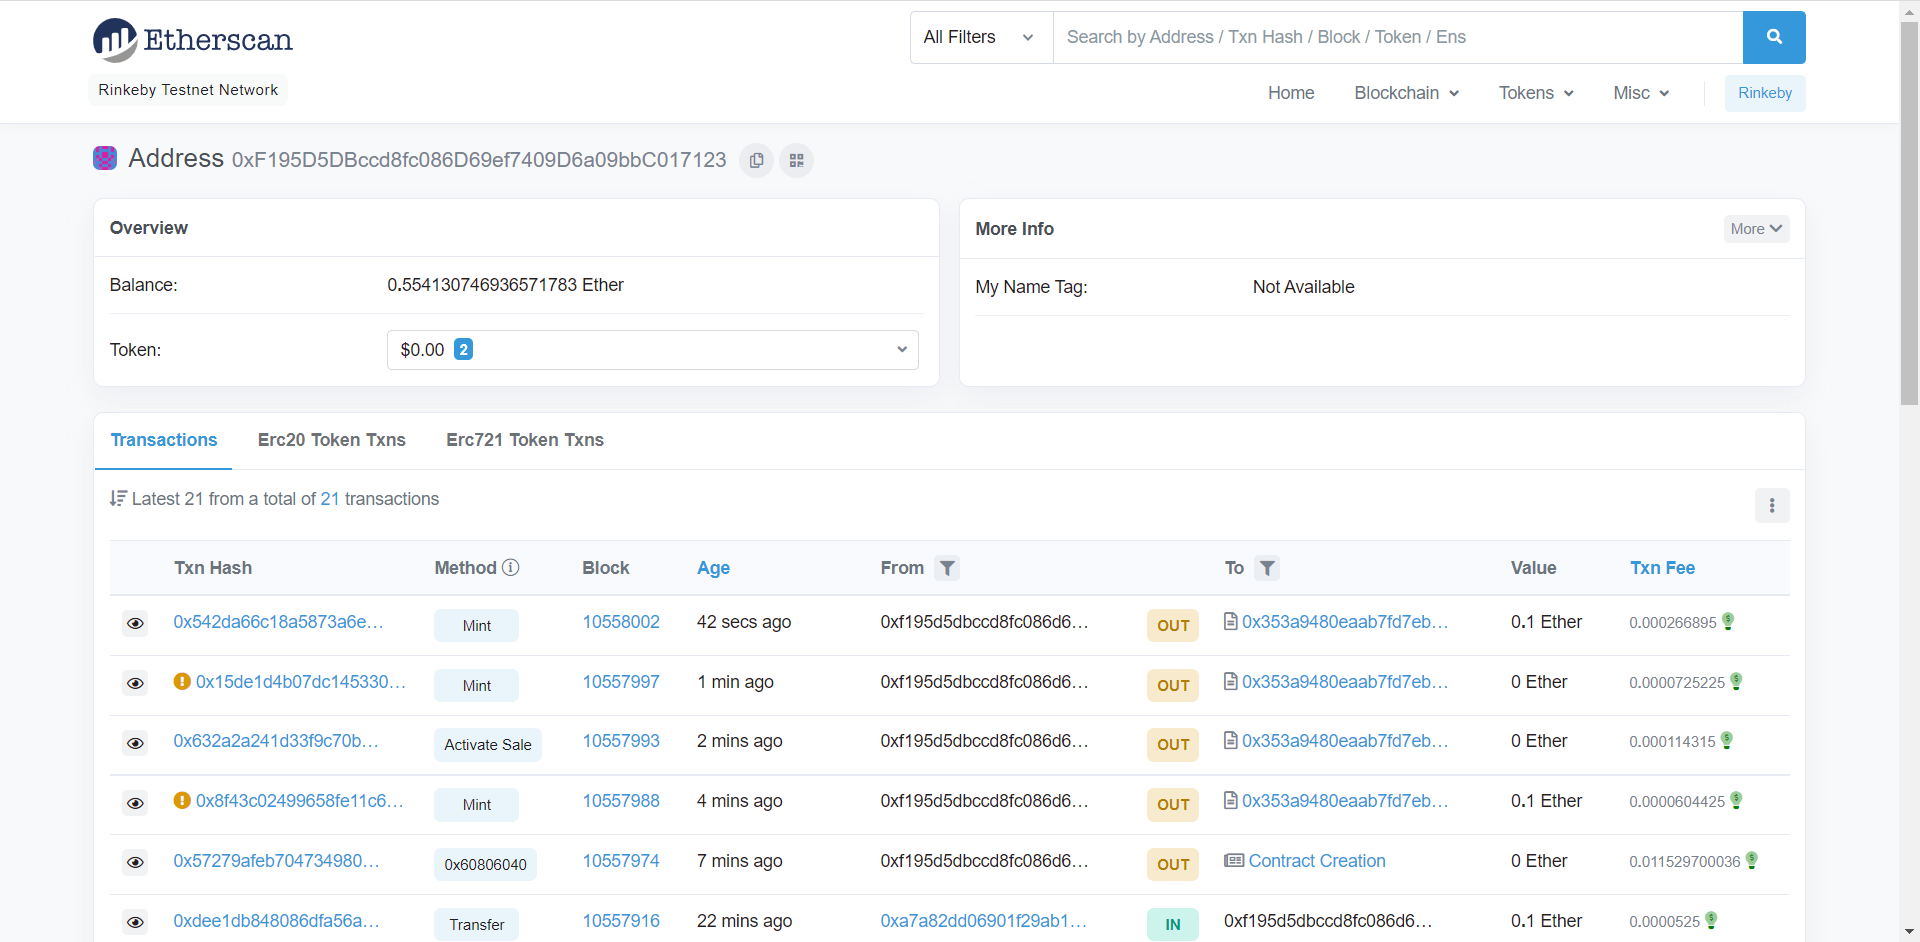 Etherscan
All Filters
Search by Address / Txn Hash / Block / Token / Ens
Rinkeby Testnet Network
Home Blockchain Tokens Misc Rinkeby
Address 0xF195D5DBccd8fc086D69ef7409D6a09bbC017123
Overview
Balance: 0.554130746936571783 Ether
Token: $0.00 2
More Info More
My Name Tag: Not Available
Transactions Erc20 Token Txns Erc721 Token Txns
Latest 21 from a total of 21 transactions
Txn Hash Method Block Age From To Value Txn Fee
0x542da66c18a5873a6e... Mint 10558002 42 secs ago 0xf195d5dbccd8fc086d6... OUT 0x353a9480eaab7fd7eb... 0.1 Ether 0.000266895
0x15de1d4b07dc145330... Mint 10557997 1 min ago 0xf195d5dbccd8fc086d6... OUT 0x353a9480eaab7fd7eb... 0 Ether 0.0000725225
0x632a2a241d33f9c70b... Activate Sale 10557993 2 mins ago 0xf195d5dbccd8fc086d6... OUT 0x353a9480eaab7fd7eb... 0 Ether 0.000114315
0x8f43c02499658fe11c6... Mint 10557988 4 mins ago 0xf195d5dbccd8fc086d6... OUT 0x353a9480eaab7fd7eb... 0.1 Ether 0.0000604425
0x57279afeb704734980... 0x60806040 10557974 7 mins ago 0xf195d5dbccd8fc086d6... OUT Contract Creation 0 Ether 0.011529700036
0xdee1db848086dfa56a... Transfer 10557916 22 mins ago 0xa7a82dd06901f29ab1... IN 0xf195d5dbccd8fc086d6... 0.1 Ether 0.0000525